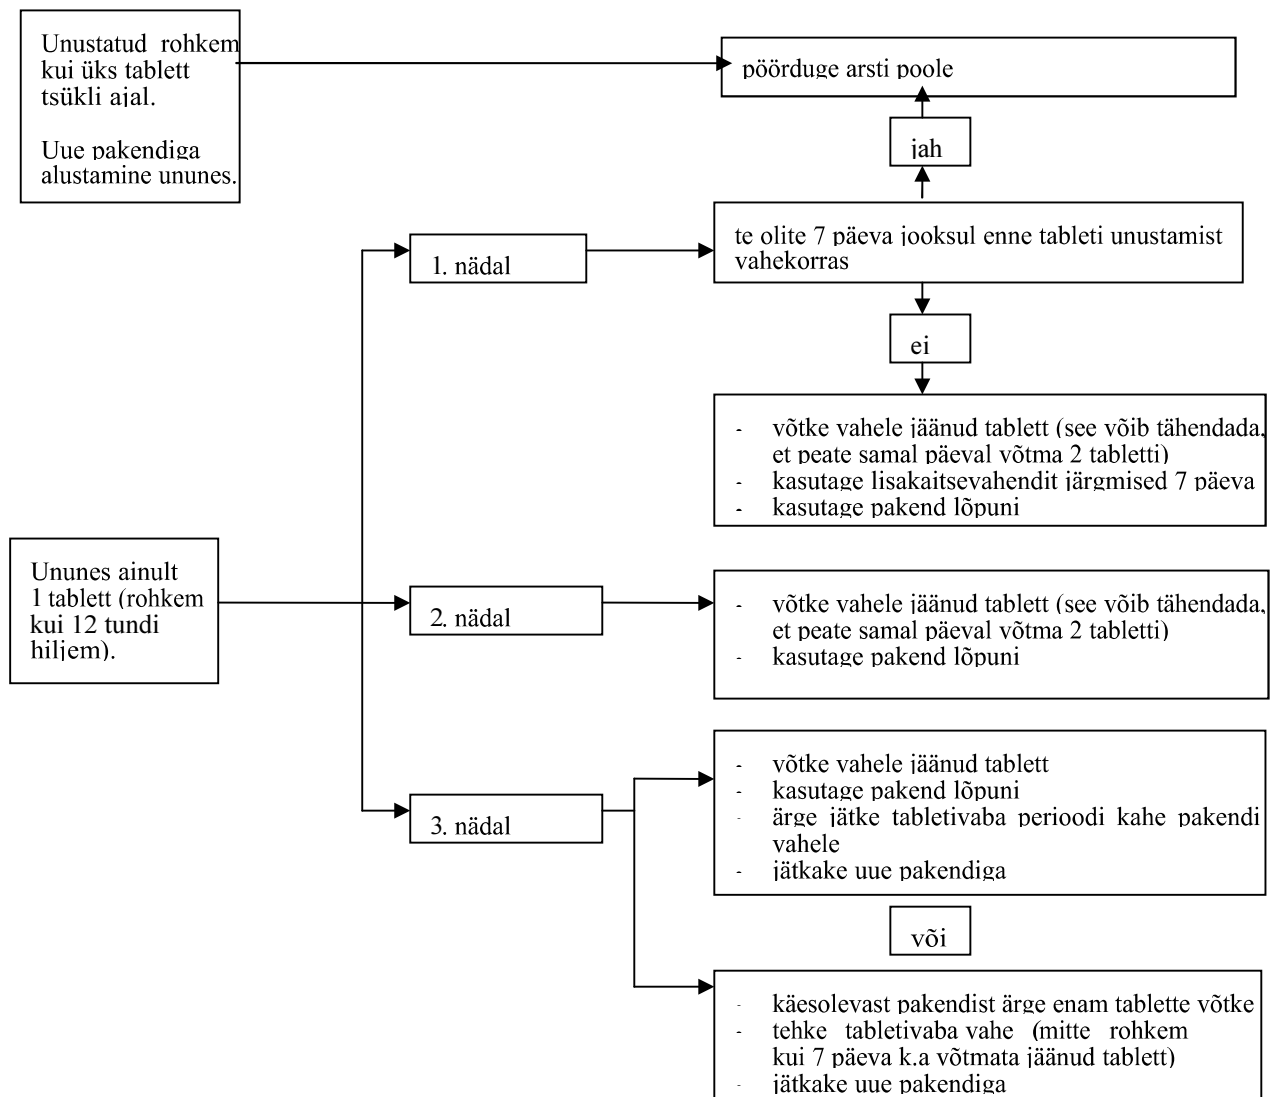 Unustatud rohkem
kui üks tablett
tsükli ajal.
Uue pakendiga
alustamine ununes.
pöörduge arsti poole
jah
te olite 7 päeva jooksul enne tableti unustamist
vahekorras
1. nädal
ei
- võtke vahele jäänud tablett (see võib tähendada,
et peate samal päeval võtma 2 tabletti)
- kasutage lisakaitsevahendit järgmised 7 päeva
- kasutage pakend lõpuni
Ununes ainult
1 tablett (rohkem
kui 12 tundi
hiljem).
2. nädal
- võtke vahele jäänud tablett (see võib tähendada,
et peate samal päeval võtma 2 tabletti)
- kasutage pakend lõpuni
3. nädal
- võtke vahele jäänud tablett
- kasutage pakend lõpuni
- ärge jätke tabletivaba perioodi kahe pakendi
vahele
- jätkake uue pakendiga
või
- käesolevast pakendist ärge enam tablette võtke
- tehke tabletivaba vahe (mitte rohkem
kui 7 päeva k.a võtmata jäänud tablett)
- jätkake uue pakendiga